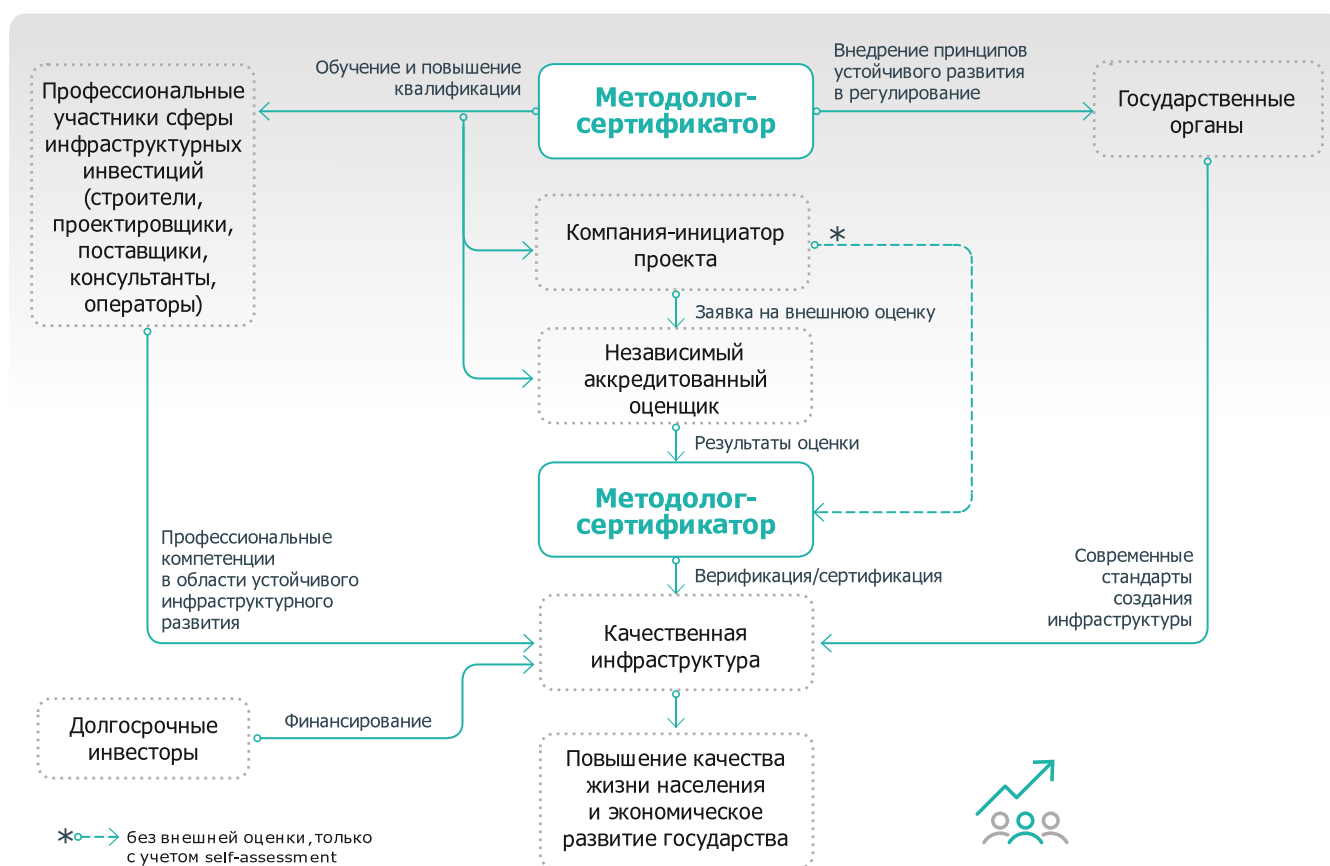 Обучение и повышение
квалификации
Методолог-
сертификатор
Внедрение принципов
устойчивого развития
в регулирование
Профессиональные
участники сферы
инфраструктурных
инвестиций
(строители,
проектировщики,
поставщики,
консультанты,
операторы)
Государственные
органы
Компания-инициатор
проекта
*
Заявка на внешнюю оценку
Независимый
аккредитованный
оценщик
Результаты оценки
Методолог-
сертификатор
Профессиональные
компетенции
в области устойчивого
инфраструктурного
развития
Верификация/сертификация
Современные
стандарты
создания
инфраструктуры
Качественная
инфраструктура
Долгосрочные
инвесторы
Финансирование
Повышение качества
жизни населения
и экономическое
развитие государства
* без внешней оценки, только
с учетом self-assessment